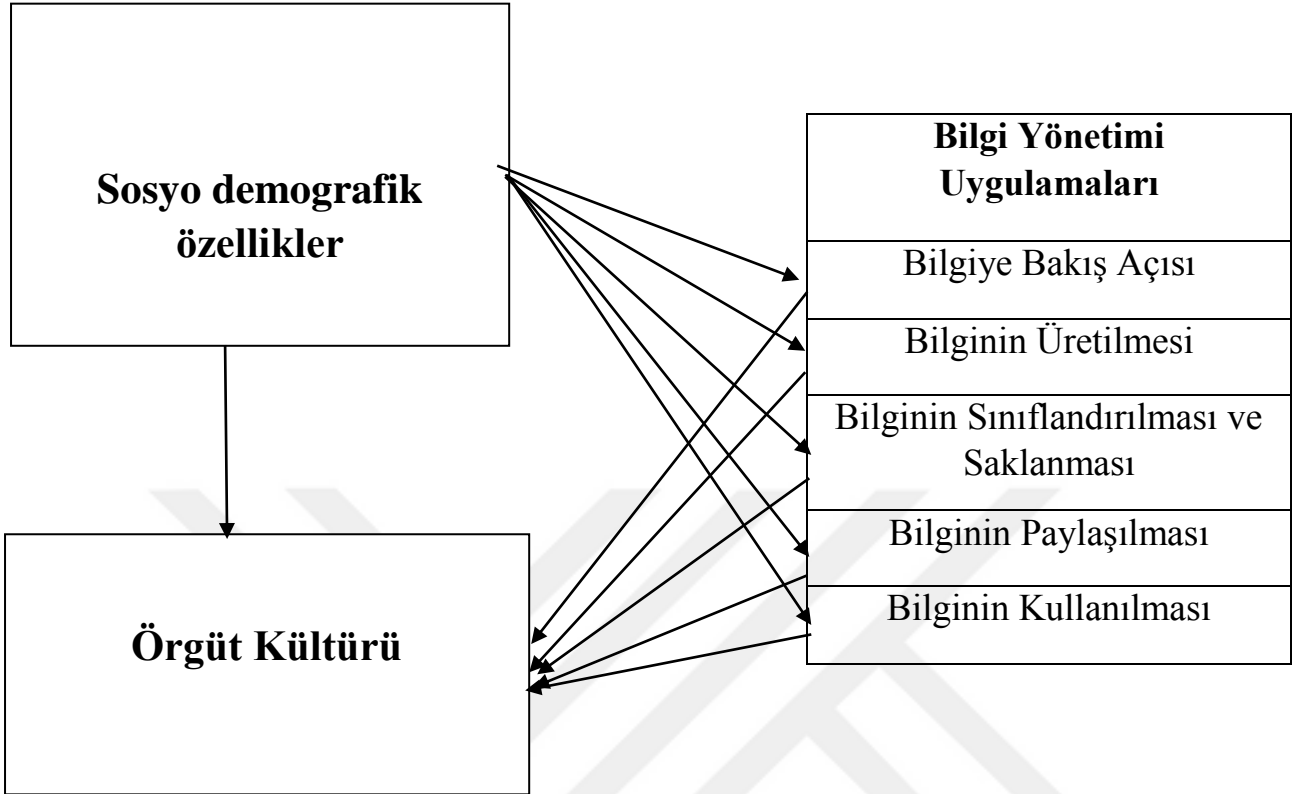 Sosyo demografik
özellikler
Bilgi Yönetimi
Uygulamaları
Bilgiye Bakış Açısı
Bilginin Üretilmesi
Bilginin Sınıflandırılması ve
Saklanması
Bilginin Paylaşılması
Bilginin Kullanılması
Örgüt Kültürü